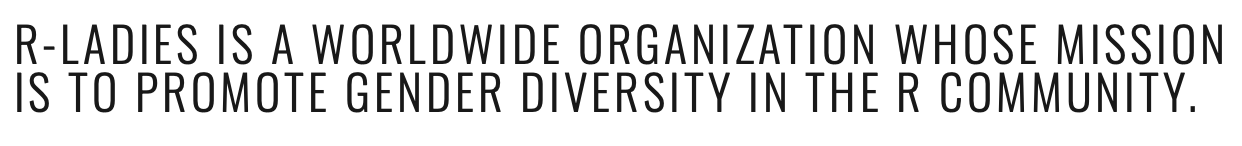 R-LADIES IS A WORLDWIDE ORGANIZATION WHOSE MISSION
IS TO PROMOTE GENDER DIVERSITY IN THE R COMMUNITY.